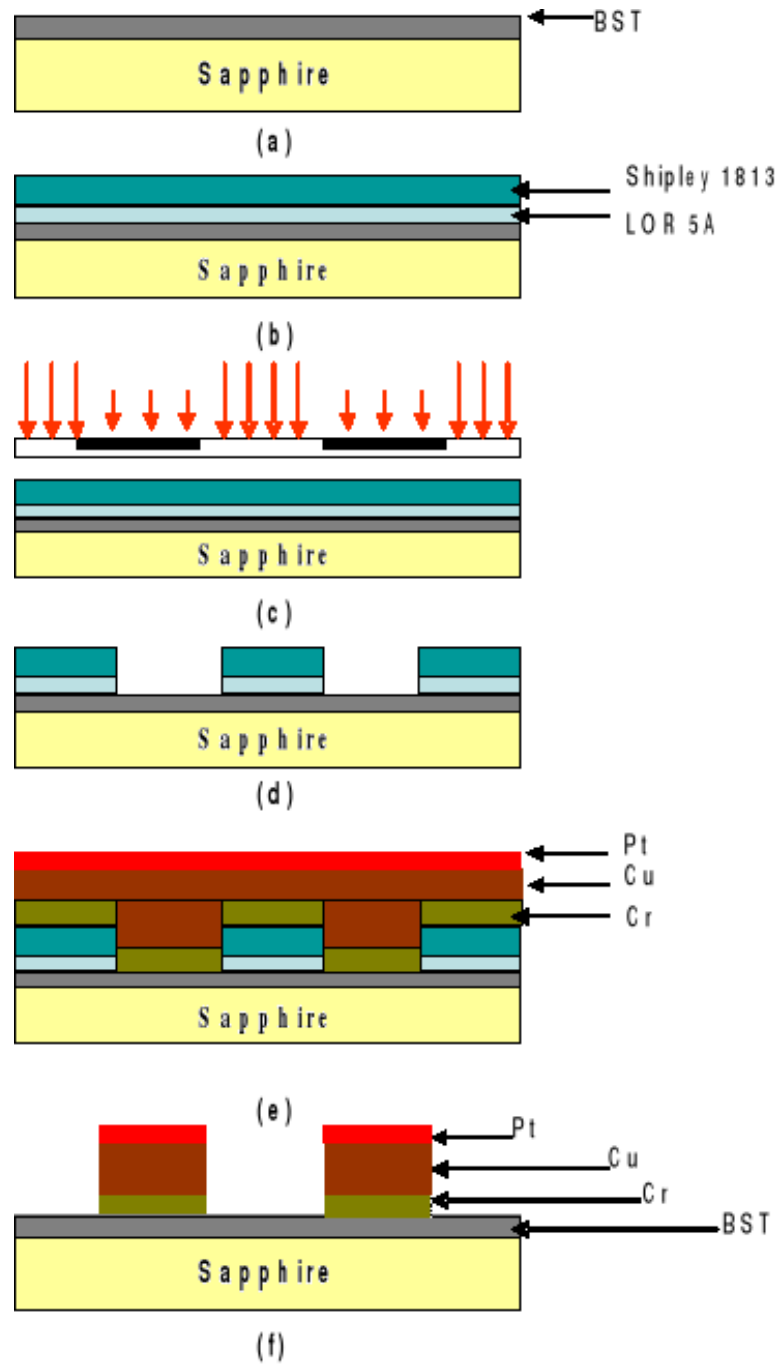 BST
Sapphire
(a)
Shipley 1813
LOR 5A
Sapphire
(b)
Sapphire
(c)
Sapphire
(d)
Pt
Cu
Cr
Sapphire
(e)
Pt
Cu
Cr
BST
Sapphire
(f)